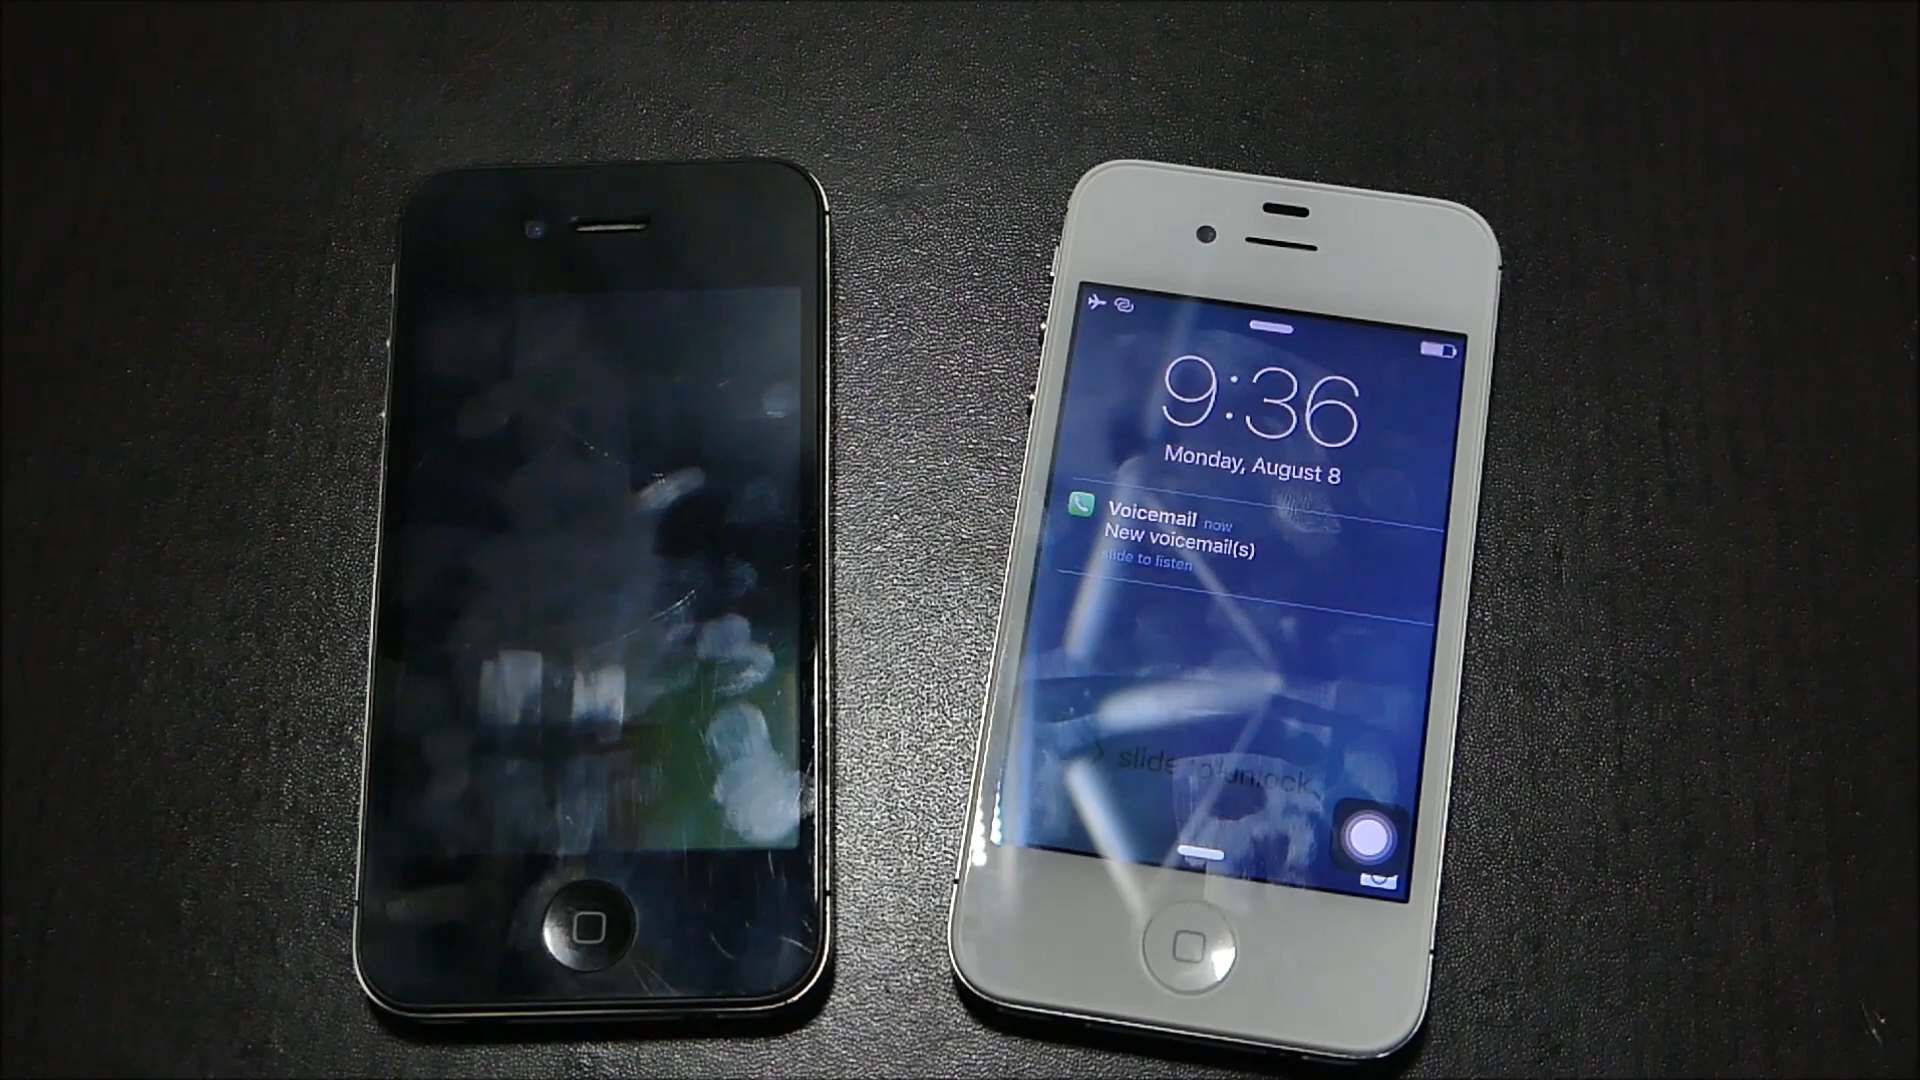 9:36
Monday, August 8
Voicemail now
New voicemail(s)
slide to listen
slide to unlock